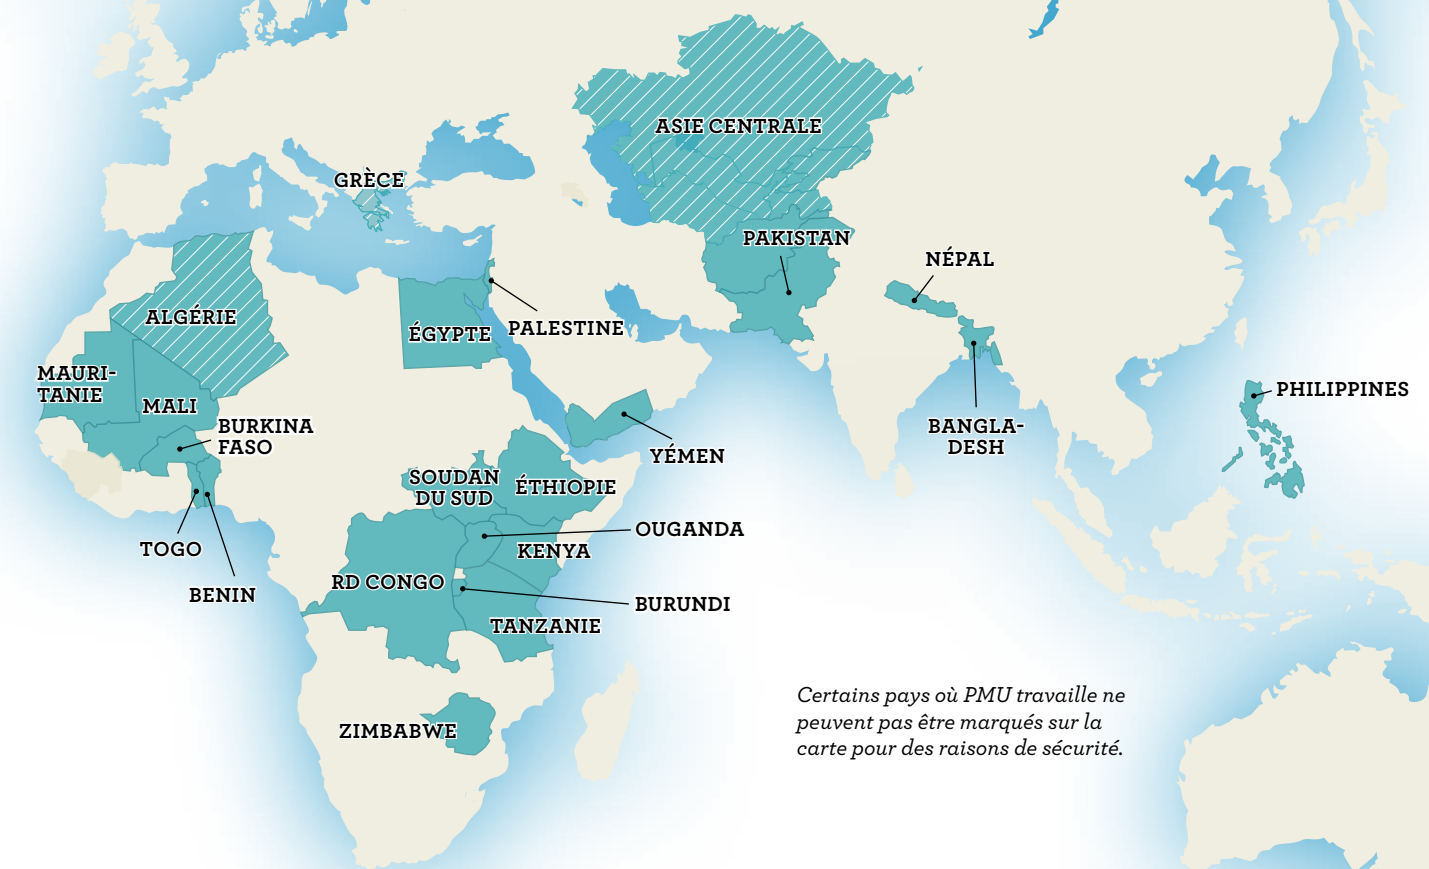 ASIE CENTRALE
GRÈCE
PAKISTAN
NÉPAL
ALGÉRIE
ÉGYPTE
PALESTINE
MAURI-
TANIE
MALI
BURKINA
FASO
PHILIPPINES
BANGLA-
DESH
YÉMEN
SOUDAN
DU SUD
ÉTHIOPIE
TOGO
OUGANDA
KENYA
BENIN
RD CONGO
BURUNDI
TANZANIE
ZIMBABWE
Certains pays où PMU travaille ne
peuvent pas être marqués sur la
carte pour des raisons de sécurité.